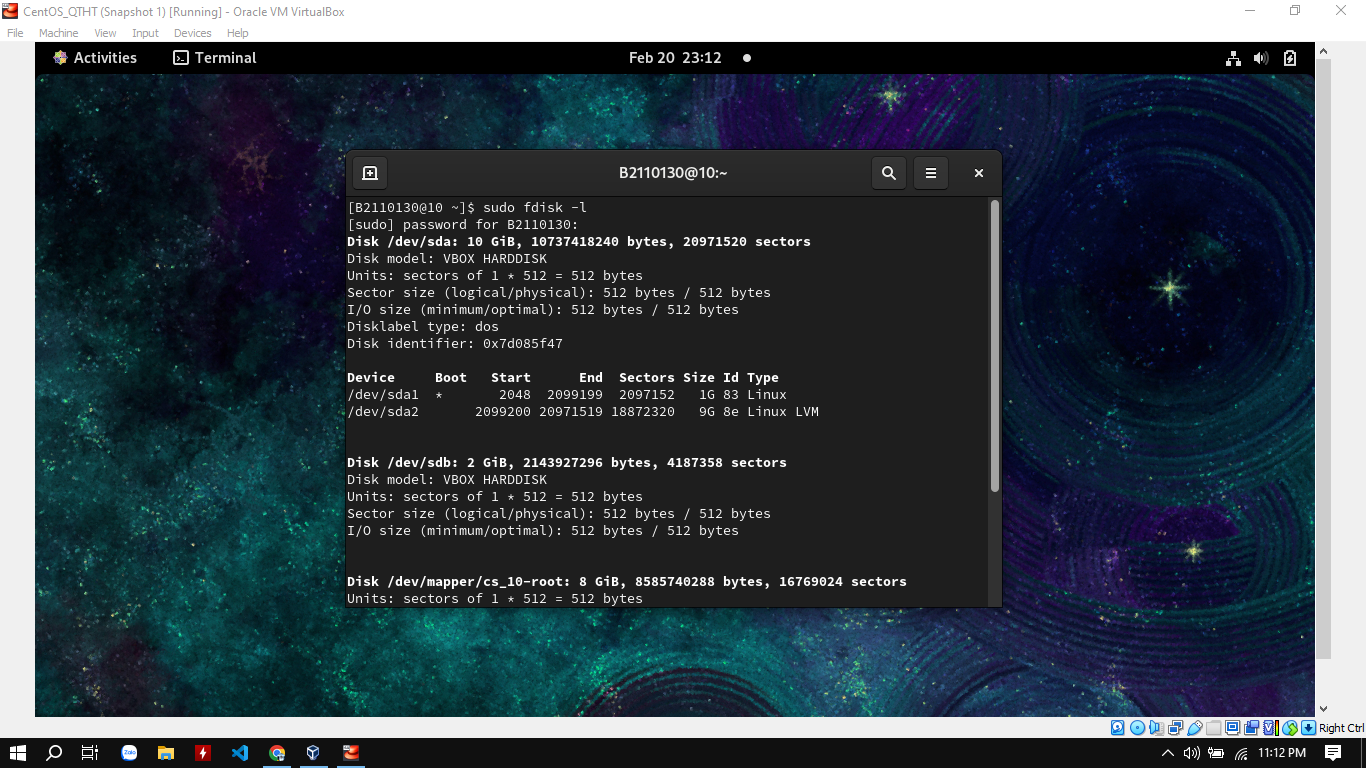 CentOS_QTHT (Snapshot 1) [Running] - Oracle VM VirtualBox
File Machine View Input Devices Help
Activities Terminal Feb 20 23:12
B2110130@10:~
[B2110130@10 ~]$ sudo fdisk -l
[sudo] password for B2110130:
Disk /dev/sda: 10 GiB, 10737418240 bytes, 20971520 sectors
Disk model: VBOX HARDDISK
Units: sectors of 1 * 512 = 512 bytes
Sector size (logical/physical): 512 bytes / 512 bytes
I/O size (minimum/optimal): 512 bytes / 512 bytes
Disklabel type: dos
Disk identifier: 0x7d085f47
Device Boot Start End Sectors Size Id Type
/dev/sda1 * 2048 2099199 2097152 1G 83 Linux
/dev/sda2 2099200 20971519 18872320 9G 8e Linux LVM
Disk /dev/sdb: 2 GiB, 2143927296 bytes, 4187358 sectors
Disk model: VBOX HARDDISK
Units: sectors of 1 * 512 = 512 bytes
Sector size (logical/physical): 512 bytes / 512 bytes
I/O size (minimum/optimal): 512 bytes / 512 bytes
Disk /dev/mapper/cs_10-root: 8 GiB, 8585740288 bytes, 16769024 sectors
Units: sectors of 1 * 512 = 512 bytes
Right Ctrl
Zalo
11:12 PM